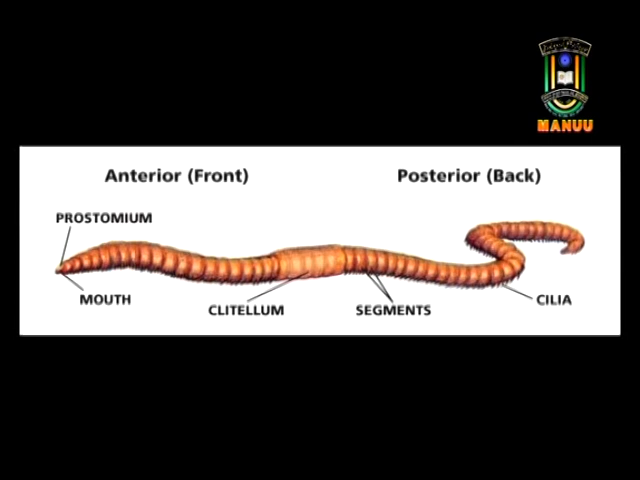 MANUU
Anterior (Front)
Posterior (Back)
PROSTOMIUM
MOUTH
CLITELLUM
SEGMENTS
CILIA